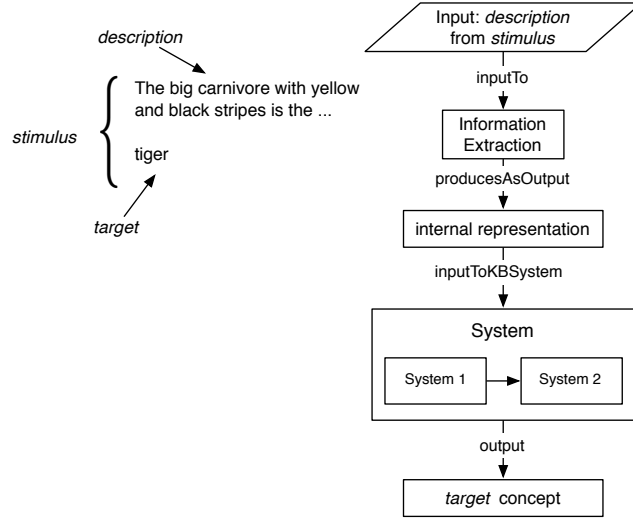 description
The big carnivore with yellow
and black stripes is the ...
stimulus
tiger
target
Input: description
from stimulus
inputTo
Information
Extraction
producesAsOutput
internal representation
inputToKBSystem
System
System 1
System 2
output
target concept